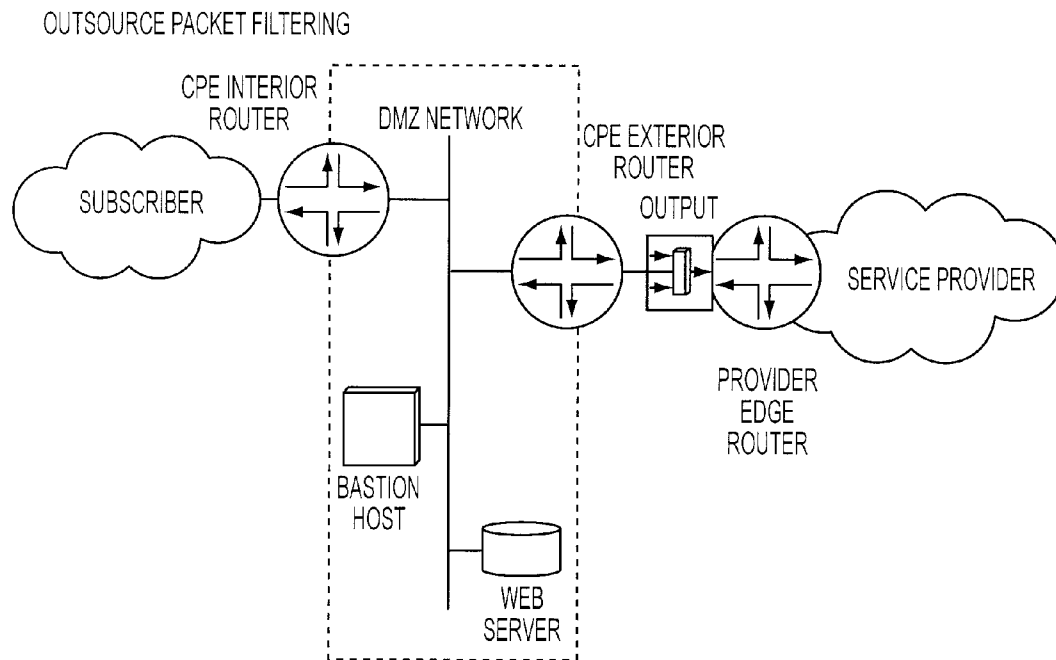 OUTSOURCE PACKET FILTERING
CPE INTERIOR
ROUTER
DMZ NETWORK
CPE EXTERIOR
ROUTER
OUTPUT
SUBSCRIBER
SERVICE PROVIDER
PROVIDER
EDGE
ROUTER
BASTION
HOST
WEB
SERVER